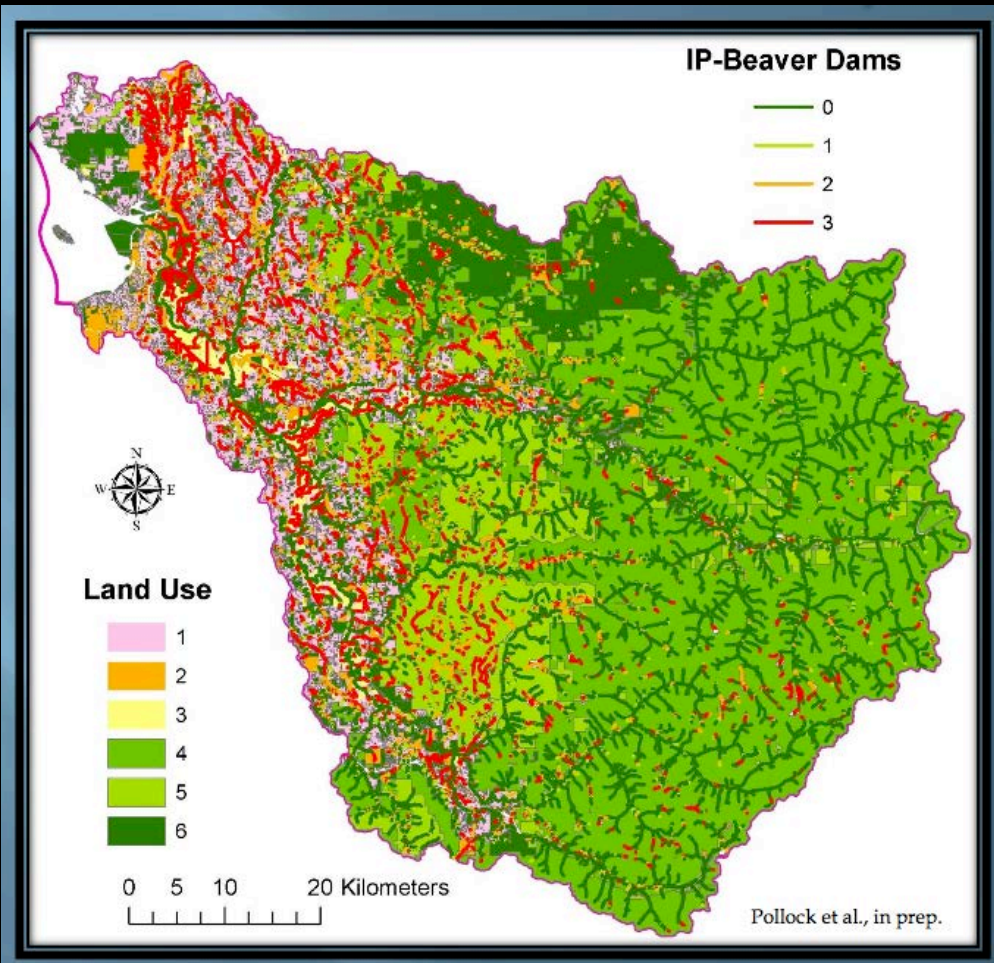 IP-Beaver Dams
0
1
2
3
N
W E
S
Land Use
1
2
3
4
5
6
0 5 10 20 Kilometers
Pollock et al., in prep.